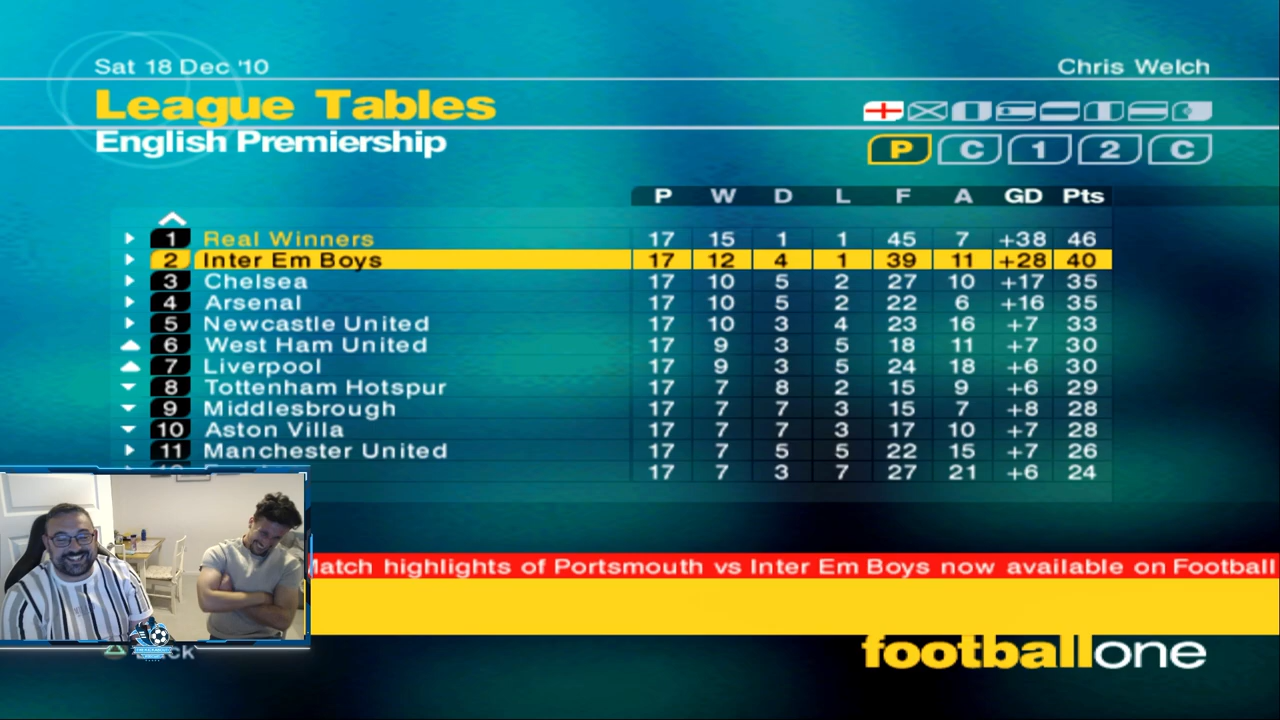 Sat 18 Dec '10
Chris Welch
League Tables
English Premiership
P C 1 2 C
P W D L F A GD Pts
1 Real Winners 17 15 1 1 45 7 +38 46
2 Inter Em Boys 17 12 4 1 39 11 +28 40
3 Chelsea 17 10 5 2 27 10 +17 35
4 Arsenal 17 10 5 2 22 6 +16 35
5 Newcastle United 17 10 3 4 23 16 +7 33
6 West Ham United 17 9 3 5 18 11 +7 30
7 Liverpool 17 9 3 5 24 18 +6 30
8 Tottenham Hotspur 17 7 8 2 15 9 +6 29
9 Middlesbrough 17 7 7 3 15 7 +8 28
10 Aston Villa 17 7 7 3 17 10 +7 28
11 Manchester United 17 7 5 5 22 15 +7 26
17 7 3 7 27 21 +6 24
Match highlights of Portsmouth vs Inter Em Boys now available on Football
footballone